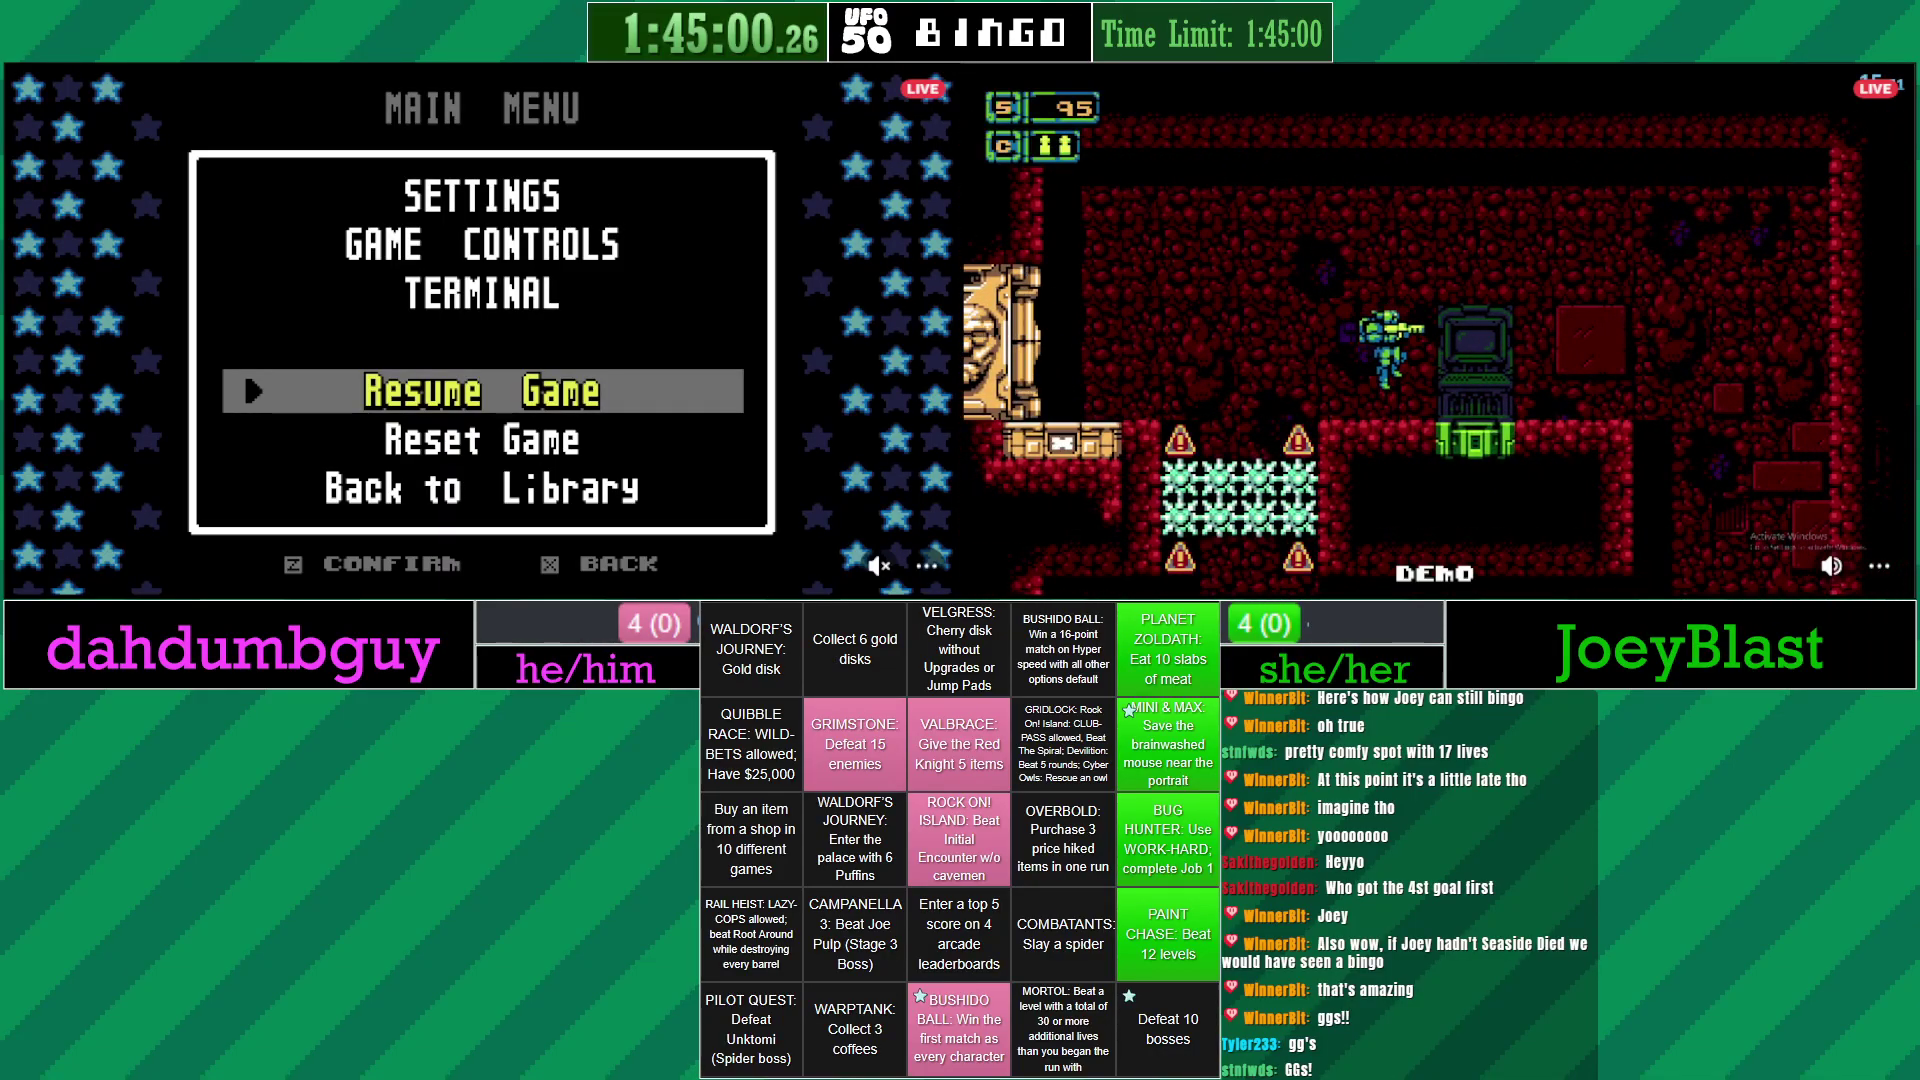 1:45:00.26
UFO 50
BINGO
Time Limit: 1:45:00
MAIN MENU
LIVE
SETTINGS
GAME CONTROLS
TERMINAL
Resume Game
Reset Game
Back to Library
Z CONFIRM
X BACK
S 95
C
LIVE
Activate Windows
DEMO
dahdumbguy
4 (0)
he/him
4 (0)
she/her
JoeyBlast
WALDORF'S
JOURNEY:
Gold disk
Collect 6 gold
disks
VELGRESS:
Cherry disk
without
Upgrades or
Jump Pads
BUSHIDO BALL:
Win a 16-point
match on Hyper
speed with all other
options default
PLANET
ZOLDATH:
Eat 10 slabs
of meat
QUIBBLE
RACE: WILD-
BETS allowed;
Have $25,000
GRIMSTONE:
Defeat 15
enemies
VALBRACE:
Give the Red
Knight 5 items
GRIDLOCK: Rock
On! Island: CLUB-
PASS allowed, Beat
The Spiral; Devilition:
Beat 5 rounds; Cyber
Owls: Rescue an owl
MINI & MAX:
Save the
brainwashed
mouse near the
portrait
Buy an item
from a shop in
10 different
games
WALDORF'S
JOURNEY:
Enter the
palace with 6
Puffins
ROCK ON!
ISLAND: Beat
Initial
Encounter w/o
cavemen
OVERBOLD:
Purchase 3
price hiked
items in one run
BUG
HUNTER: Use
WORK-HARD;
complete Job 1
RAIL HEIST: LAZY-
COPS allowed;
beat Root Around
while destroying
every barrel
CAMPANELLA
3: Beat Joe
Pulp (Stage 3
Boss)
Enter a top 5
score on 4
arcade
leaderboards
COMBATANTS:
Slay a spider
PAINT
CHASE: Beat
12 levels
PILOT QUEST:
Defeat
Unktomi
(Spider boss)
WARPTANK:
Collect 3
coffees
BUSHIDO
BALL: Win the
first match as
every character
MORTOL: Beat a
level with a total of
30 or more
additional lives
than you began the
run with
Defeat 10
bosses
WinnerBit: Here's how Joey can still bingo
WinnerBit: oh true
stnfwds: pretty comfy spot with 17 lives
WinnerBit: At this point it's a little late tho
WinnerBit: imagine tho
WinnerBit: yoooooooo
Sakithegolden: Heyyo
Sakithegolden: Who got the 4st goal first
WinnerBit: Joey
WinnerBit: Also wow, if Joey hadn't Seaside Died we
would have seen a bingo
WinnerBit: that's amazing
WinnerBit: ggs!!
Tyler233: gg's
stnfwds: GGs!